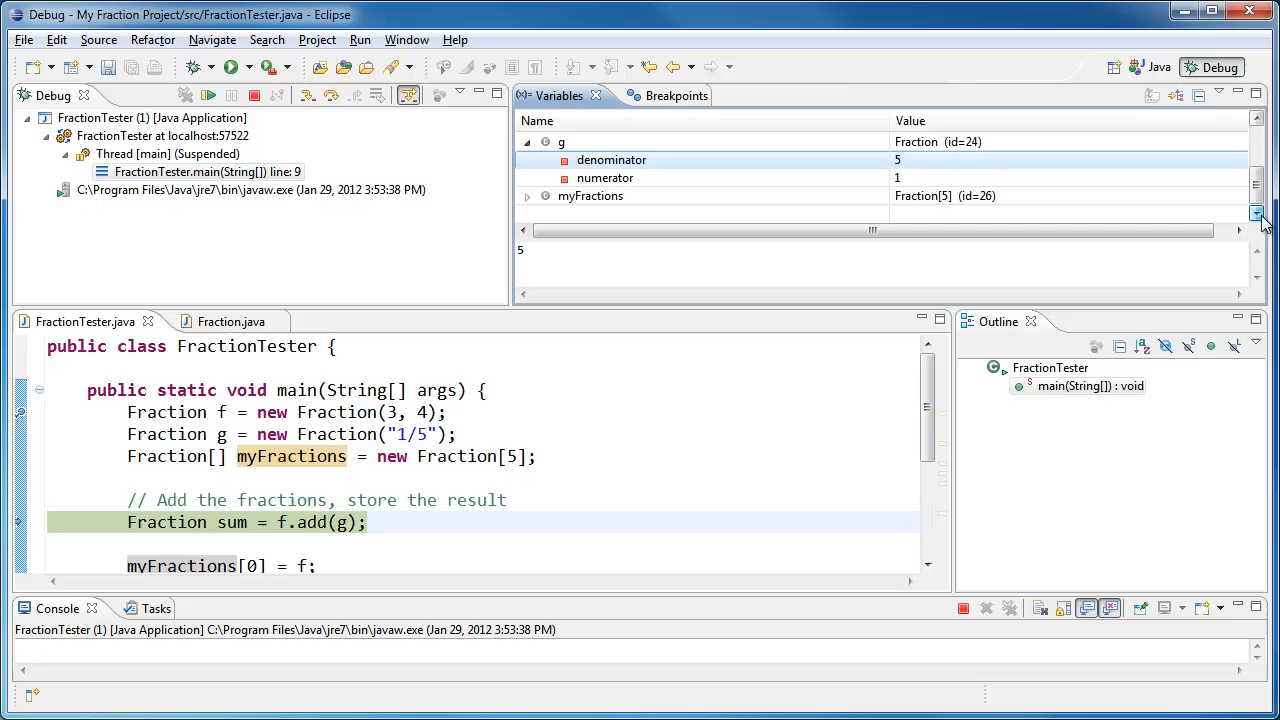 Debug - My Fraction Project/src/FractionTester.java - Eclipse
File Edit Source Refactor Navigate Search Project Run Window Help
Java Debug
Debug
FractionTester (1) [Java Application]
FractionTester at localhost:57522
Thread [main] (Suspended)
FractionTester.main(String[]) line: 9
C:\Program Files\Java\jre7\bin\javaw.exe (Jan 29, 2012 3:53:38 PM)
(x)= Variables Breakpoints
Name Value
g Fraction (id=24)
denominator 5
numerator 1
myFractions Fraction[5] (id=26)
5
FractionTester.java Fraction.java
public class FractionTester {
public static void main(String[] args) {
Fraction f = new Fraction(3, 4);
Fraction g = new Fraction("1/5");
Fraction[] myFractions = new Fraction[5];
// Add the fractions, store the result
Fraction sum = f.add(g);
myFractions[0] = f;
Outline
FractionTester
main(String[]) : void
Console Tasks
FractionTester (1) [Java Application] C:\Program Files\Java\jre7\bin\javaw.exe (Jan 29, 2012 3:53:38 PM)